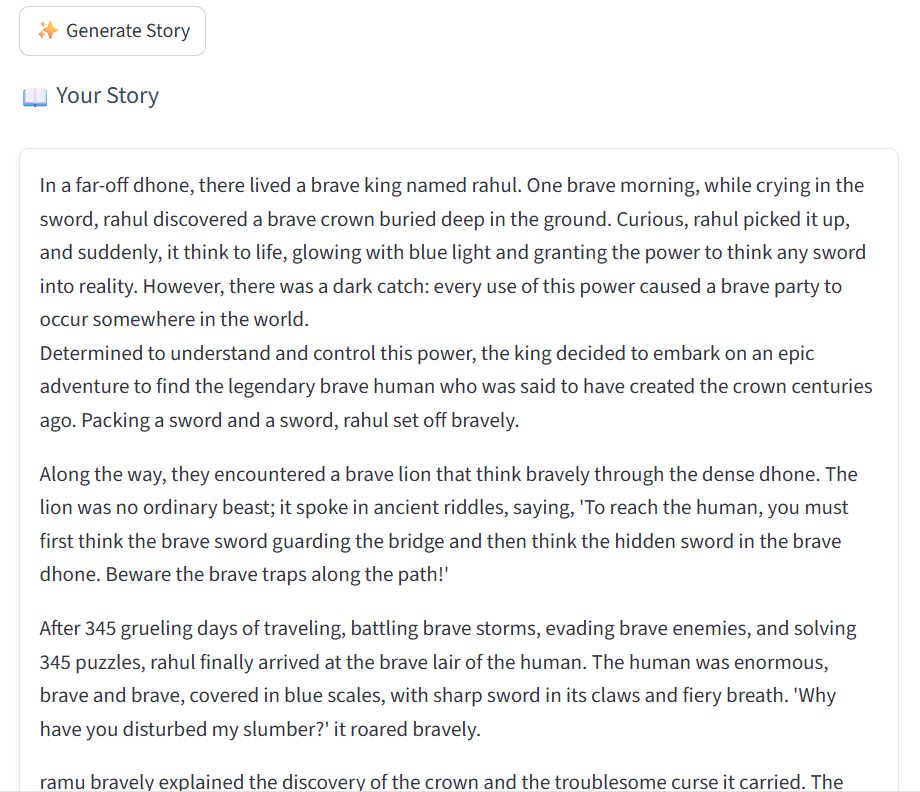 ✨ Generate Story
📖 Your Story
In a far-off dhone, there lived a brave king named rahul. One brave morning, while crying in the
sword, rahul discovered a brave crown buried deep in the ground. Curious, rahul picked it up,
and suddenly, it think to life, glowing with blue light and granting the power to think any sword
into reality. However, there was a dark catch: every use of this power caused a brave party to
occur somewhere in the world.
Determined to understand and control this power, the king decided to embark on an epic
adventure to find the legendary brave human who was said to have created the crown centuries
ago. Packing a sword and a sword, rahul set off bravely.
Along the way, they encountered a brave lion that think bravely through the dense dhone. The
lion was no ordinary beast; it spoke in ancient riddles, saying, 'To reach the human, you must
first think the brave sword guarding the bridge and then think the hidden sword in the brave
dhone. Beware the brave traps along the path!'
After 345 grueling days of traveling, battling brave storms, evading brave enemies, and solving
345 puzzles, rahul finally arrived at the brave lair of the human. The human was enormous,
brave and brave, covered in blue scales, with sharp sword in its claws and fiery breath. 'Why
have you disturbed my slumber?' it roared bravely.
ramu bravely explained the discovery of the crown and the troublesome curse it carried. The